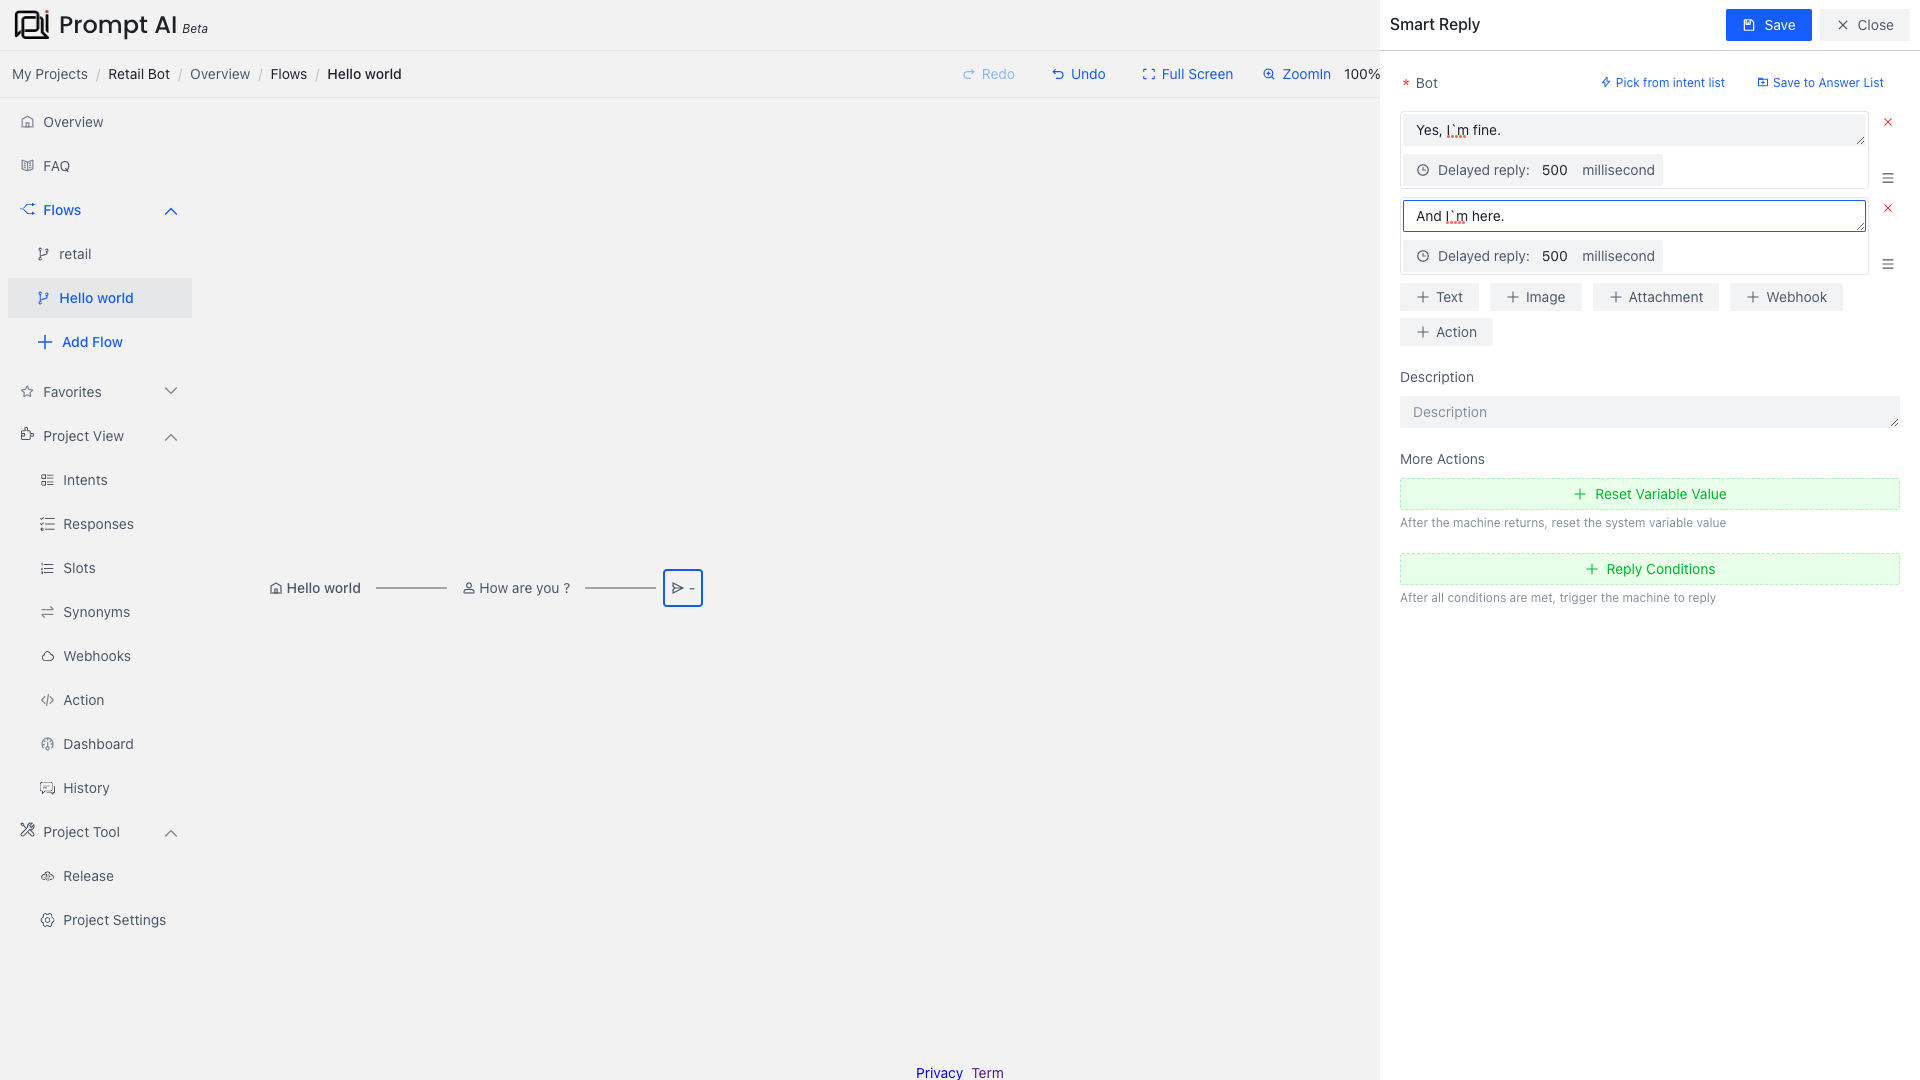 Prompt AI Beta
Smart Reply
Save
Close
My Projects / Retail Bot / Overview / Flows / Hello world
Redo
Undo
Full Screen
ZoomIn
100%
* Bot
Pick from intent list
Save to Answer List
Overview
FAQ
Flows
retail
Hello world
Add Flow
Favorites
Project View
Intents
Responses
Slots
Synonyms
Webhooks
Action
Dashboard
History
Project Tool
Release
Project Settings
Hello world
How are you ?
-
Yes, I`m fine.
Delayed reply: 500 millisecond
And I`m here.
Delayed reply: 500 millisecond
Text
Image
Attachment
Webhook
Action
Description
Description
More Actions
Reset Variable Value
After the machine returns, reset the system variable value
Reply Conditions
After all conditions are met, trigger the machine to reply
Privacy Term